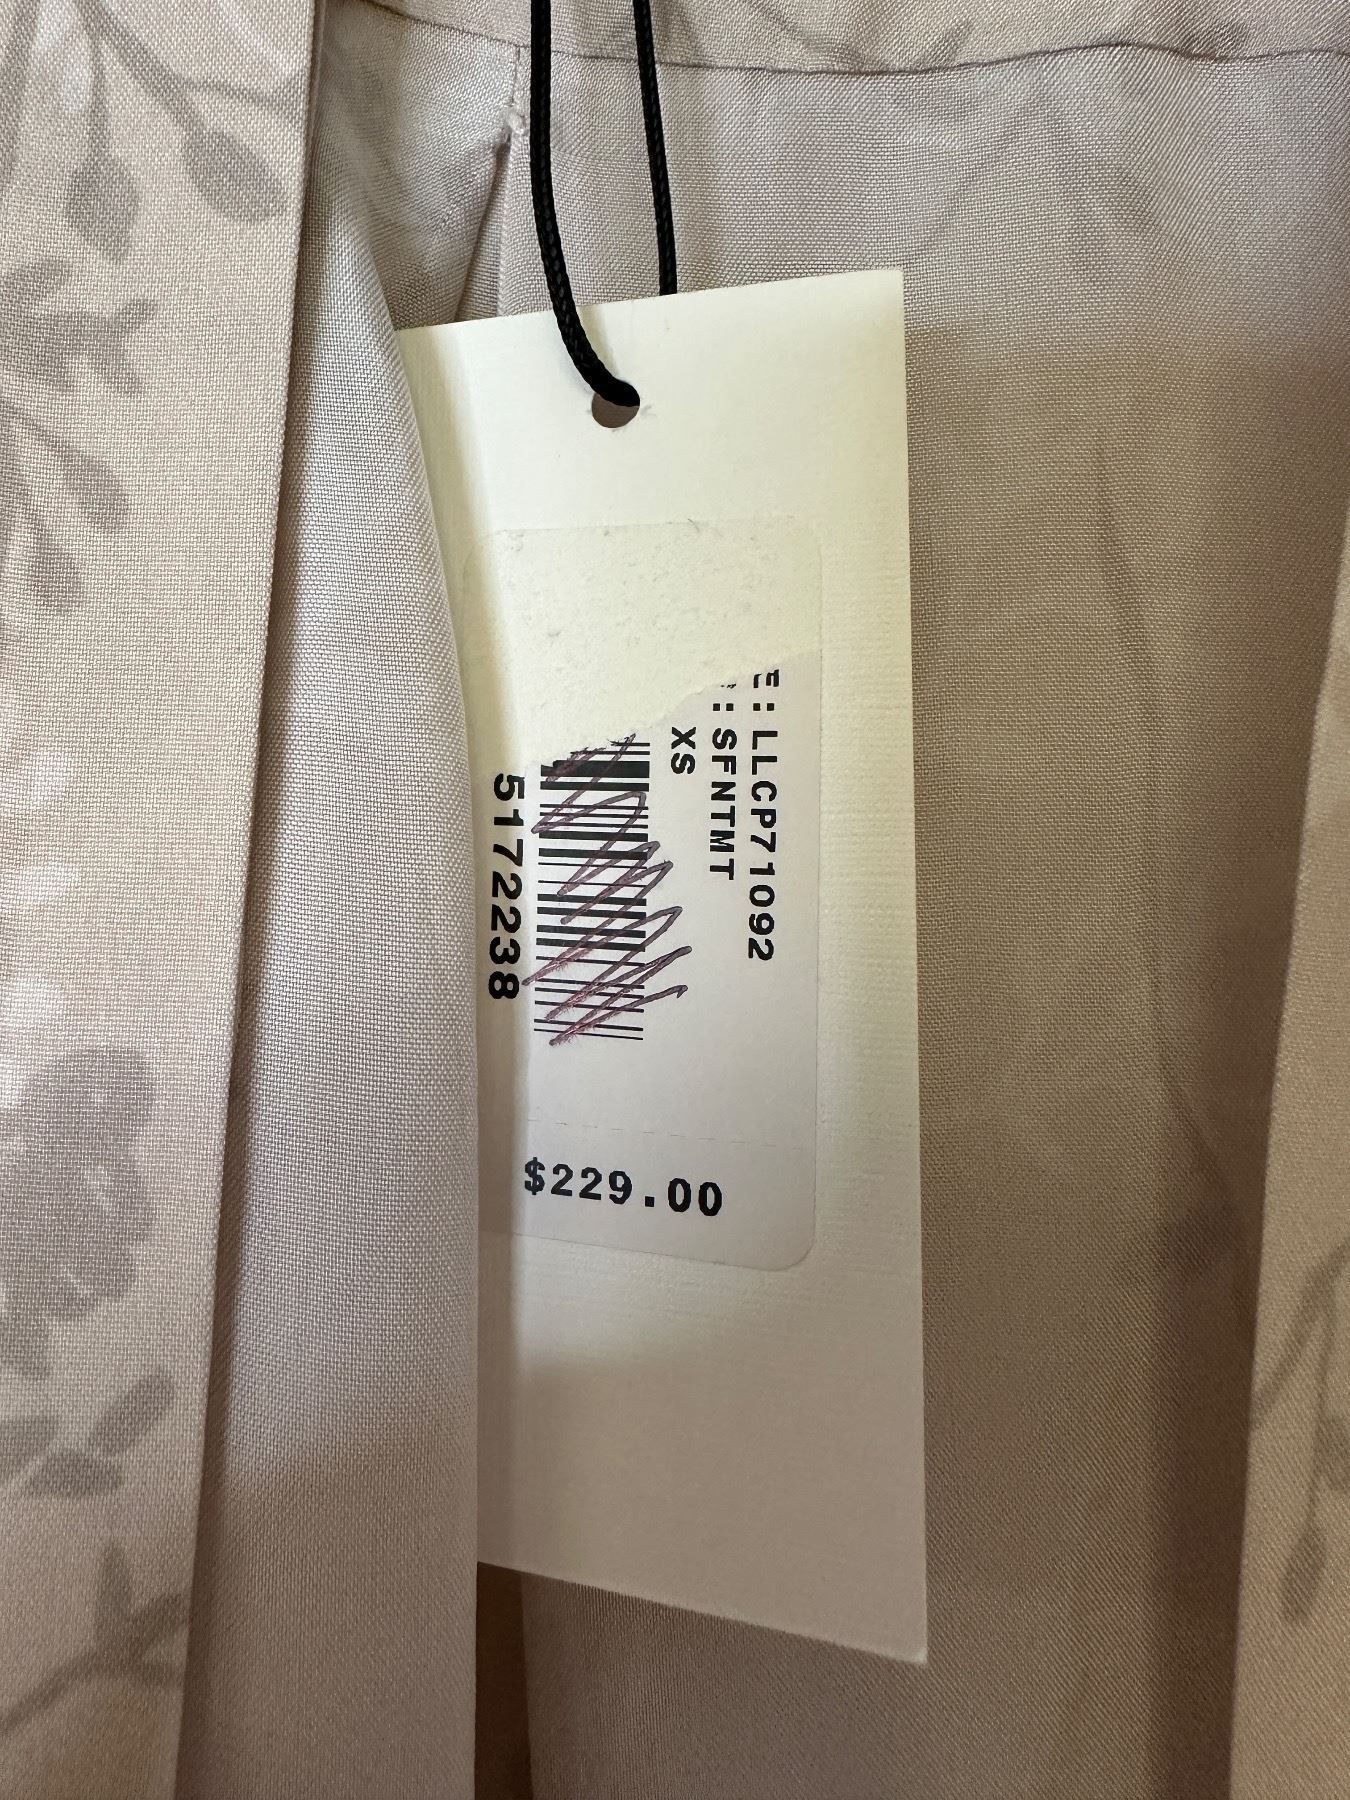 E: LLCP71092
: SFNTMT
XS
5172238
$229.00